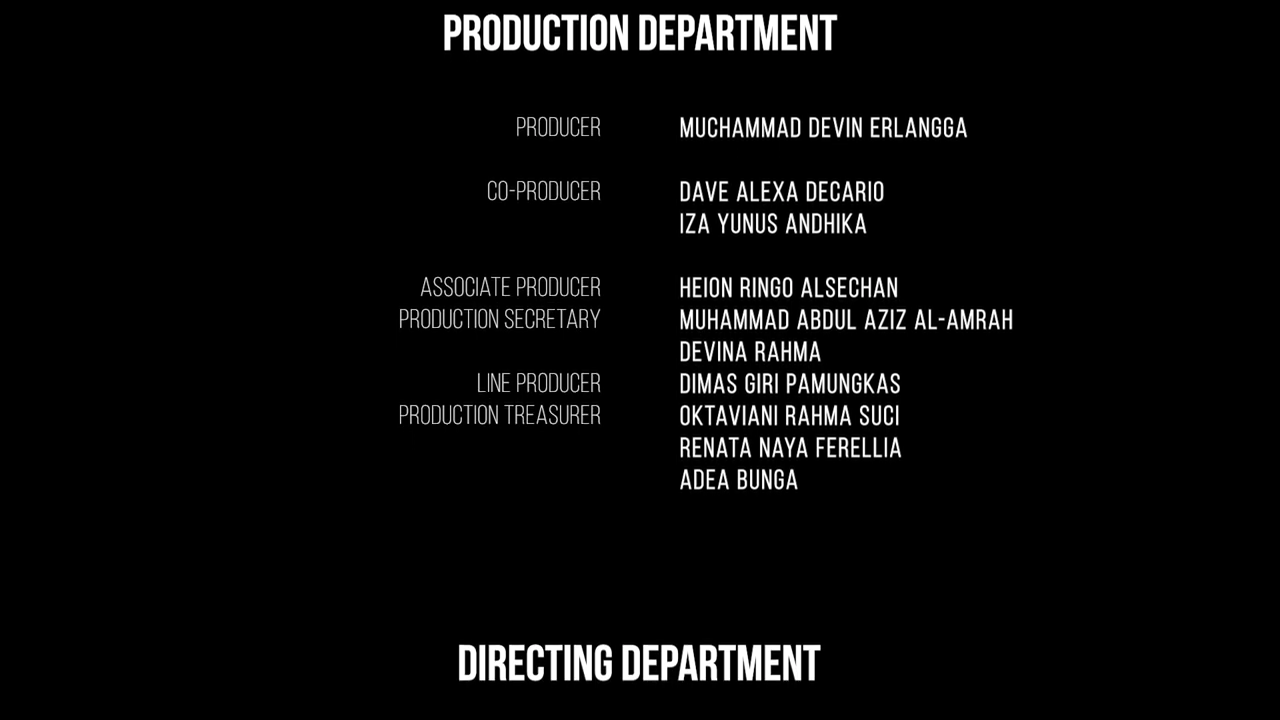 PRODUCTION DEPARTMENT
PRODUCER MUCHAMMAD DEVIN ERLANGGA
CO-PRODUCER DAVE ALEXA DECARIO
IZA YUNUS ANDHIKA
ASSOCIATE PRODUCER HEION RINGO ALSECHAN
PRODUCTION SECRETARY MUHAMMAD ABDUL AZIZ AL-AMRAH
DEVINA RAHMA
LINE PRODUCER DIMAS GIRI PAMUNGKAS
PRODUCTION TREASURER OKTAVIANI RAHMA SUCI
RENATA NAYA FERELLIA
ADEA BUNGA
DIRECTING DEPARTMENT